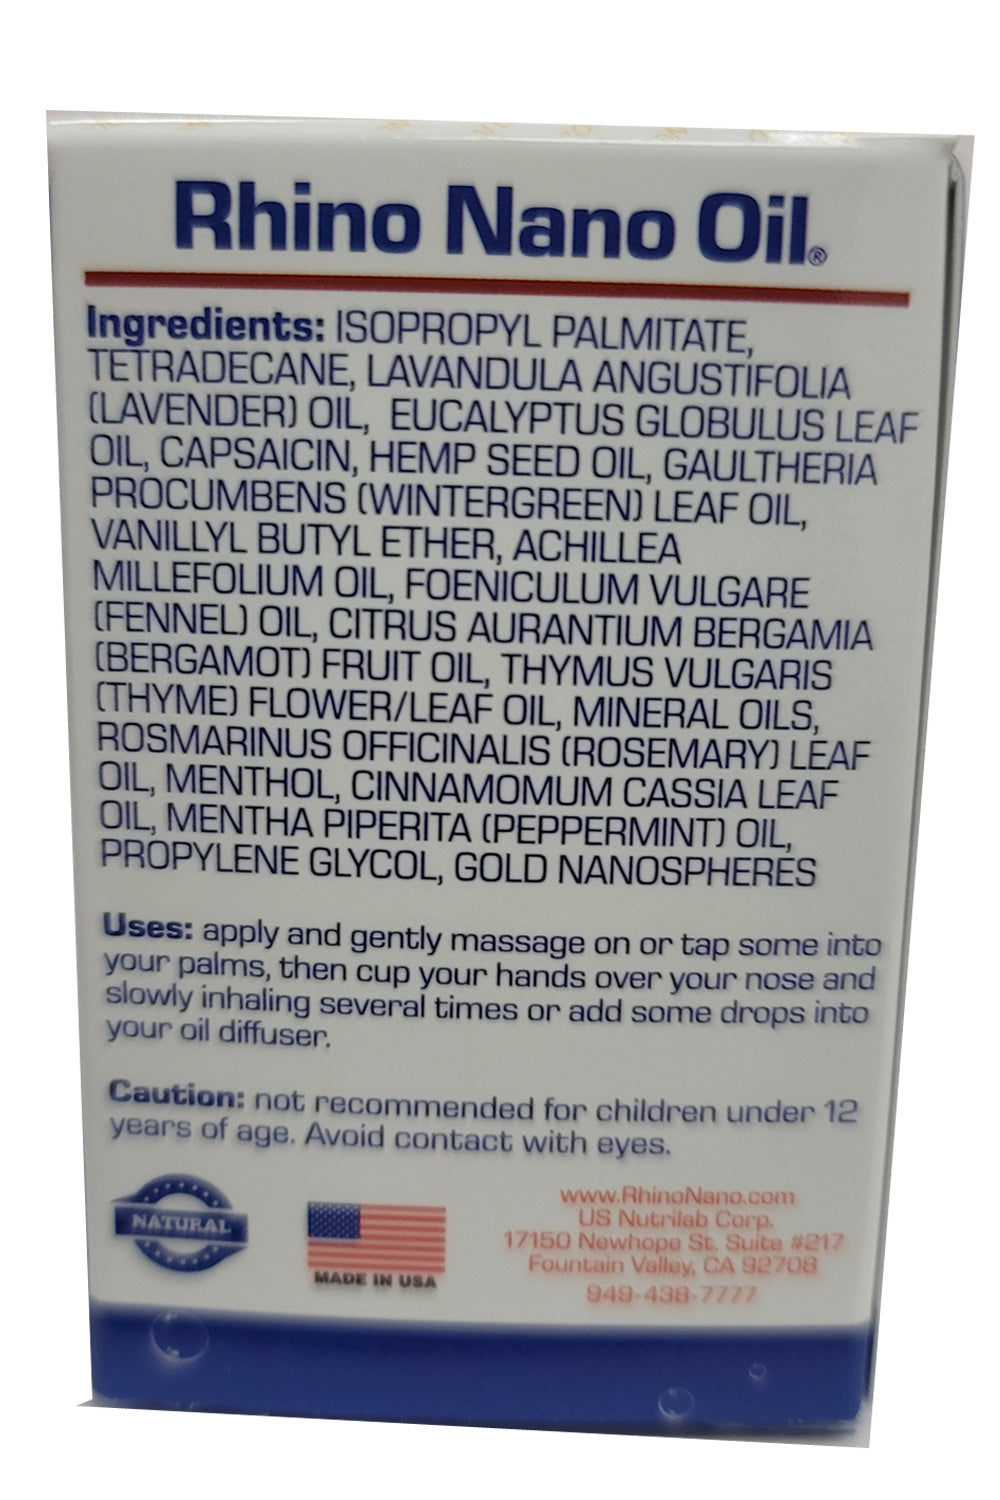 Rhino Nano Oil®
Ingredients: ISOPROPYL PALMITATE,
TETRADECANE, LAVANDULA ANGUSTIFOLIA
(LAVENDER) OIL, EUCALYPTUS GLOBULUS LEAF
OIL, CAPSAICIN, HEMP SEED OIL, GAULTHERIA
PROCUMBENS (WINTERGREEN) LEAF OIL,
VANILLYL BUTYL ETHER, ACHILLEA
MILLEFOLIUM OIL, FOENICULUM VULGARE
(FENNEL) OIL, CITRUS AURANTIUM BERGAMIA
(BERGAMOT) FRUIT OIL, THYMUS VULGARIS
(THYME) FLOWER/LEAF OIL, MINERAL OILS,
ROSMARINUS OFFICINALIS (ROSEMARY) LEAF
OIL, MENTHOL, CINNAMOMUM CASSIA LEAF
OIL, MENTHA PIPERITA (PEPPERMINT) OIL,
PROPYLENE GLYCOL, GOLD NANOSPHERES
Uses: apply and gently massage on or tap some into
your palms, then cup your hands over your nose and
slowly inhaling several times or add some drops into
your oil diffuser.
Caution: not recommended for children under 12
years of age. Avoid contact with eyes.
NATURAL
MADE IN USA
www.RhinoNano.com
US Nutrilab Corp.
17150 Newhope St. Suite #217
Fountain Valley, CA 92708
949-438-7777